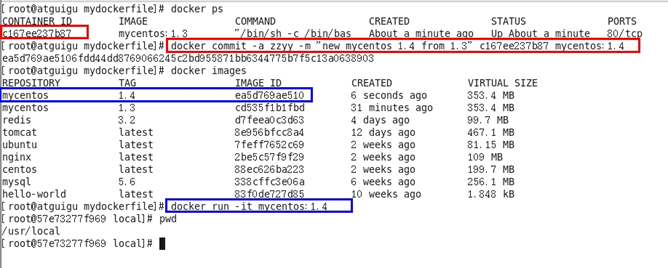 [root@atguigu mydockerfile]# docker ps
CONTAINER ID IMAGE COMMAND CREATED STATUS PORTS
c167ee237b87 mycentos:1.3 "/bin/sh -c /bin/bas About a minute ago Up About a minute 80/tcp
[root@atguigu mydockerfile]# docker commit -a zzyy -m "new mycentos 1.4 from 1.3" c167ee237b87 mycentos:1.4
ea5d769ae5106fdd44dd8769066245c2bd955871bb6344775b7f5c13a0638903
[root@atguigu mydockerfile]# docker images
REPOSITORY TAG IMAGE ID CREATED VIRTUAL SIZE
mycentos 1.4 ea5d769ae510 6 seconds ago 353.4 MB
mycentos 1.3 cd535f1b1fbd 31 minutes ago 353.4 MB
redis 3.2 d7feea0c3d63 4 days ago 99.7 MB
tomcat latest 8e956bfcc8a4 12 days ago 467.1 MB
ubuntu latest 7feff7652c69 2 weeks ago 81.15 MB
nginx latest 2be5c57f9f29 2 weeks ago 109 MB
centos latest 88ec626ba223 2 weeks ago 199.7 MB
mysql 5.6 338cffc3e06a 6 weeks ago 256.1 MB
hello-world latest 83f0de727d85 10 weeks ago 1.848 kB
[root@atguigu mydockerfile]# docker run -it mycentos:1.4
[root@57e73277f969 local]# pwd
/usr/local
[root@57e73277f969 local]#